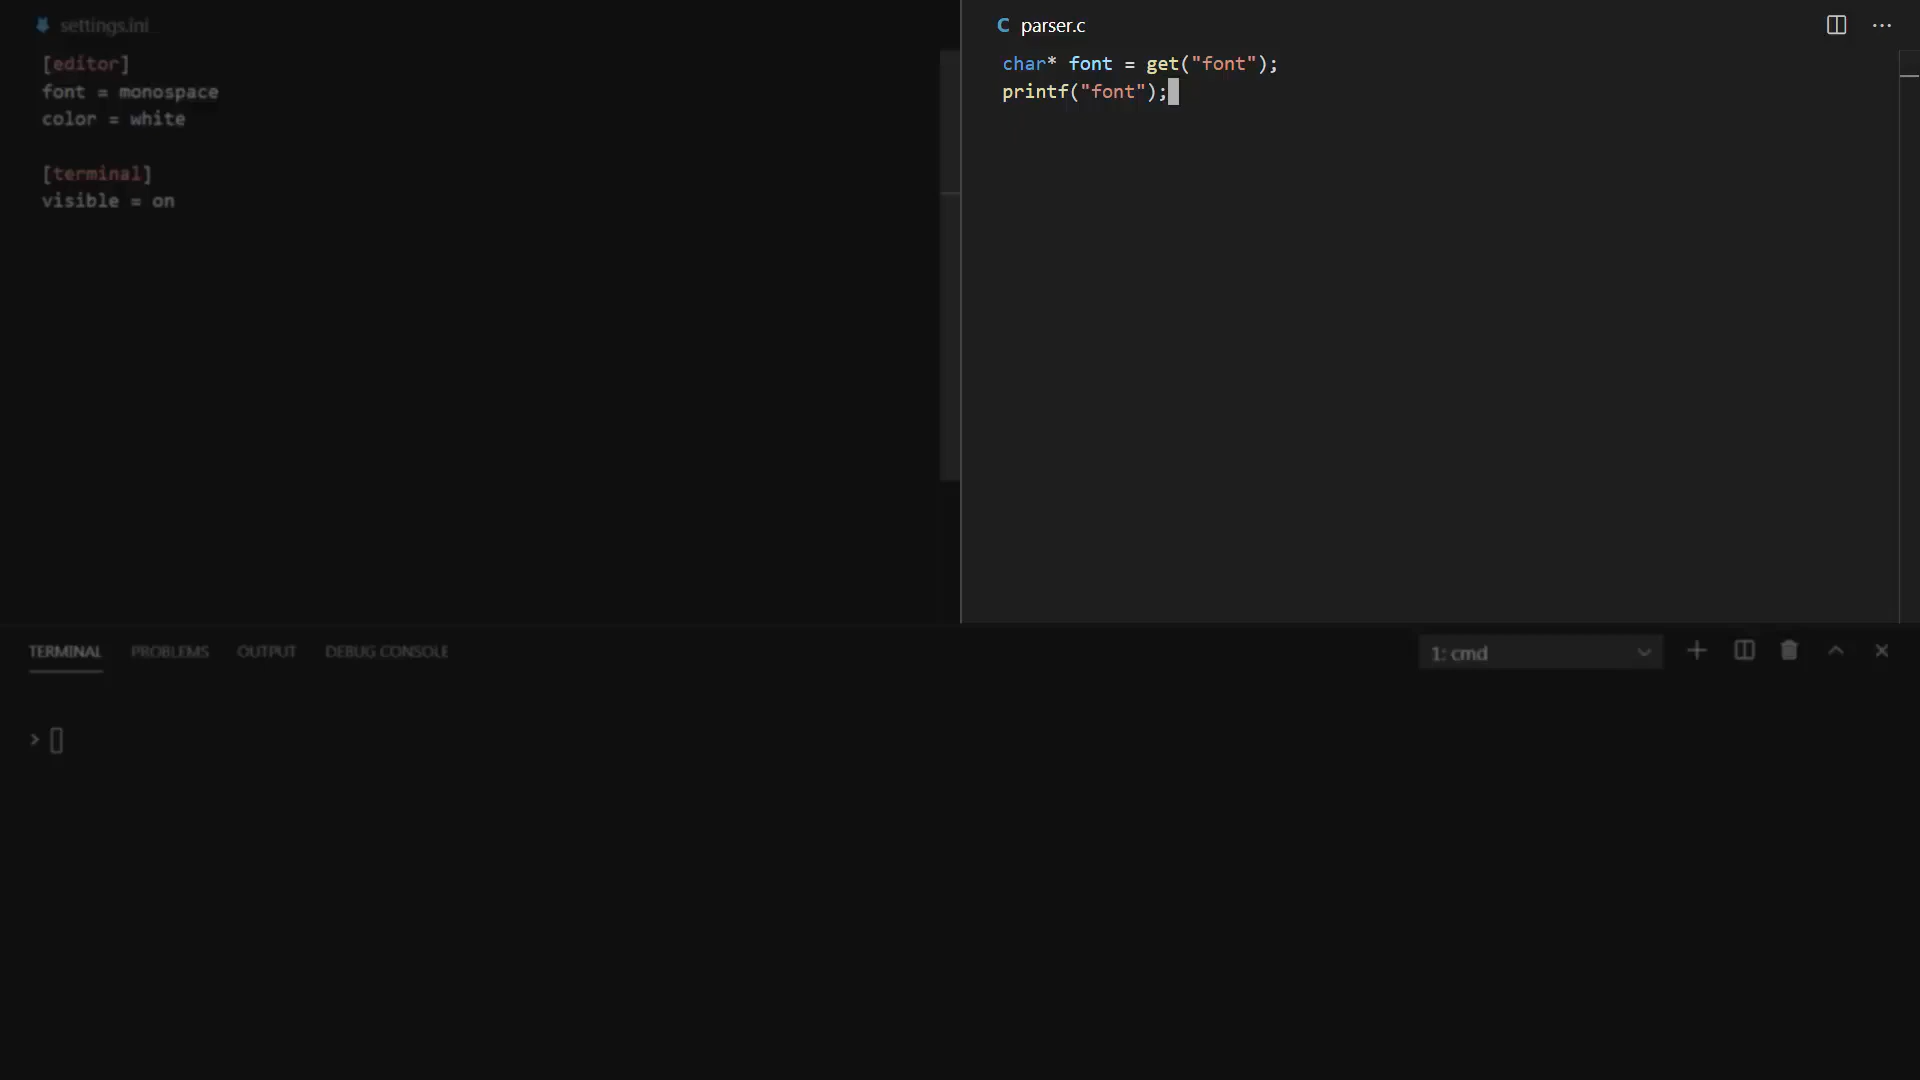 settings.ini
[editor]
font = monospace
color = white
[terminal]
visible = on
parser.c
char* font = get("font");
printf("font");
TERMINAL PROBLEMS OUTPUT DEBUG CONSOLE
1: cmd
>